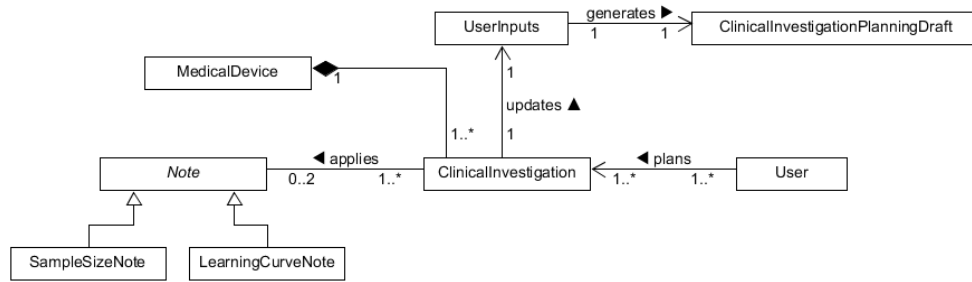 generates ►
UserInputs
1
1
ClinicalInvestigationPlanningDraft
MedicalDevice
1
1
updates ▲
1..*
1
◄ applies
◄ plans
Note
0..2
1..*
ClinicalInvestigation
1..*
1..*
User
SampleSizeNote
LearningCurveNote